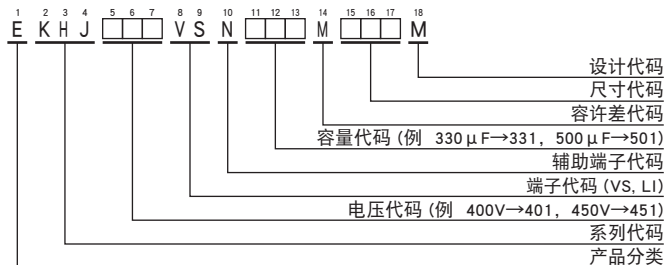 1 2 3 4 5 6 7 8 9 10 11 12 13 14 15 16 17 18
E KHJ □□□ VS N □□□ M □□□ M
设计代码
尺寸代码
容许差代码
容量代码 (例 330μF→331, 500μF→501)
辅助端子代码
端子代码 (VS, LI)
电压代码 (例 400V→401, 450V→451)
系列代码
产品分类